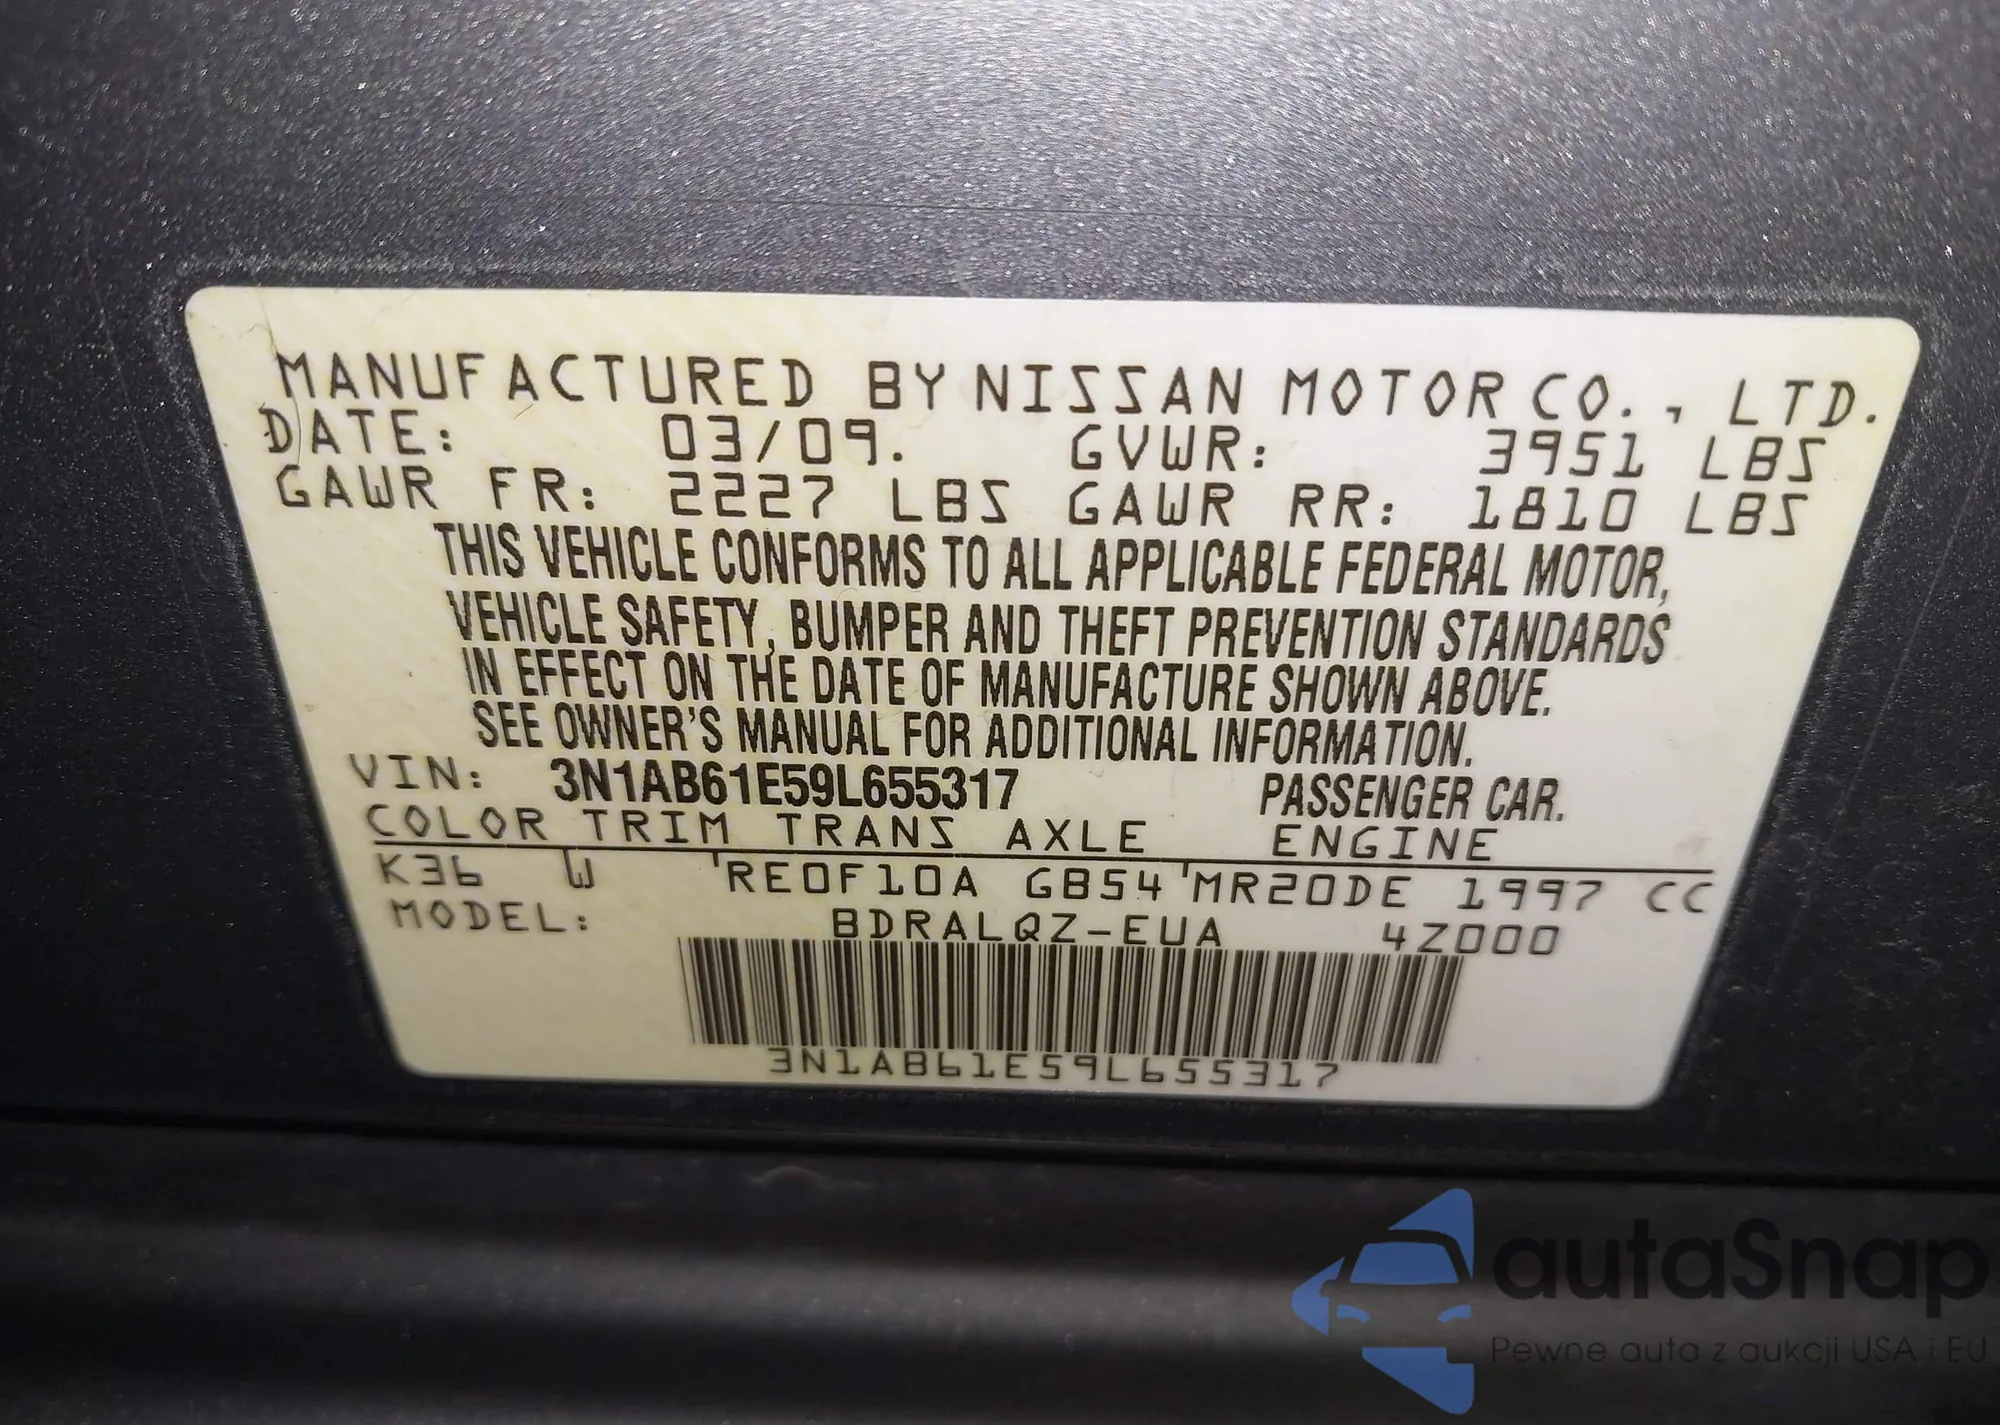 MANUFACTURED BY NISSAN MOTOR CO., LTD.
DATE: 03/09. GVWR: 3951 LBS
GAWR FR: 2227 LBS GAWR RR: 1810 LBS
THIS VEHICLE CONFORMS TO ALL APPLICABLE FEDERAL MOTOR,
VEHICLE SAFETY, BUMPER AND THEFT PREVENTION STANDARDS
IN EFFECT ON THE DATE OF MANUFACTURE SHOWN ABOVE.
SEE OWNER'S MANUAL FOR ADDITIONAL INFORMATION.
VIN: 3N1AB61E59L655317 PASSENGER CAR.
COLOR TRIM TRANS AXLE ENGINE
K36 W 'RE0F10A GB54 'MR20DE 1997 CC
MODEL: BDRALQZ-EUA 4Z000
3N1AB61E59L655317
autaSnap
Pewne auto z aukcji USA i EU